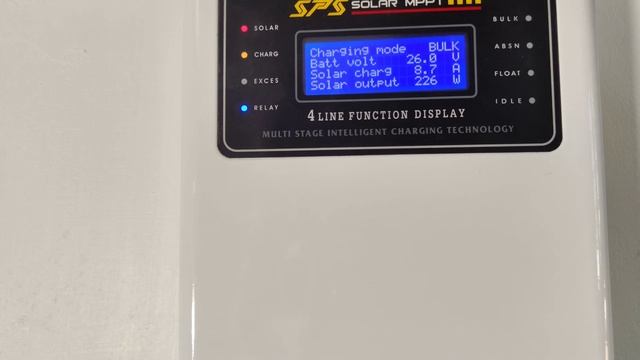 SPS SOLAR MPPT
SOLAR
CHARG
EXCES
RELAY
Charging mode BULK
Batt volt 26.0 V
Solar charg 8.7 A
Solar output 226 W
BULK
ABSN
FLOAT
IDLE
4 LINE FUNCTION DISPLAY
MULTI STAGE INTELLIGENT CHARGING TECHNOLOGY